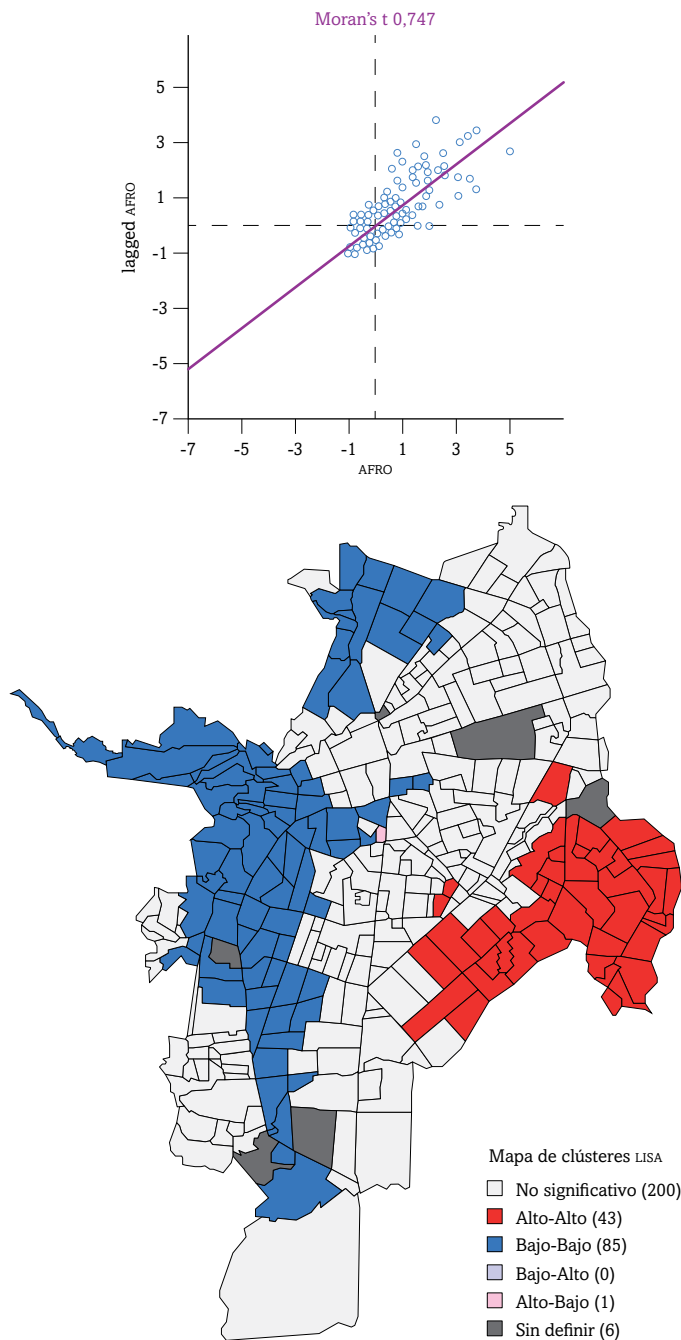 Moran's t 0,747
5
3
1
-1
-3
-5
-7
lagged AFRO
-7 -5 -3 -1 1 3 5
AFRO
Mapa de clústeres LISA
No significativo (200)
Alto-Alto (43)
Bajo-Bajo (85)
Bajo-Alto (0)
Alto-Bajo (1)
Sin definir (6)